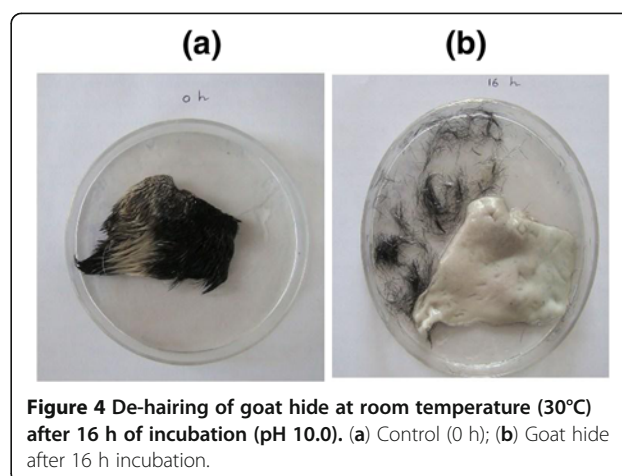 (a) (b)
0 h 16 h
Figure 4 De-hairing of goat hide at room temperature (30°C)
after 16 h of incubation (pH 10.0). (a) Control (0 h); (b) Goat hide
after 16 h incubation.